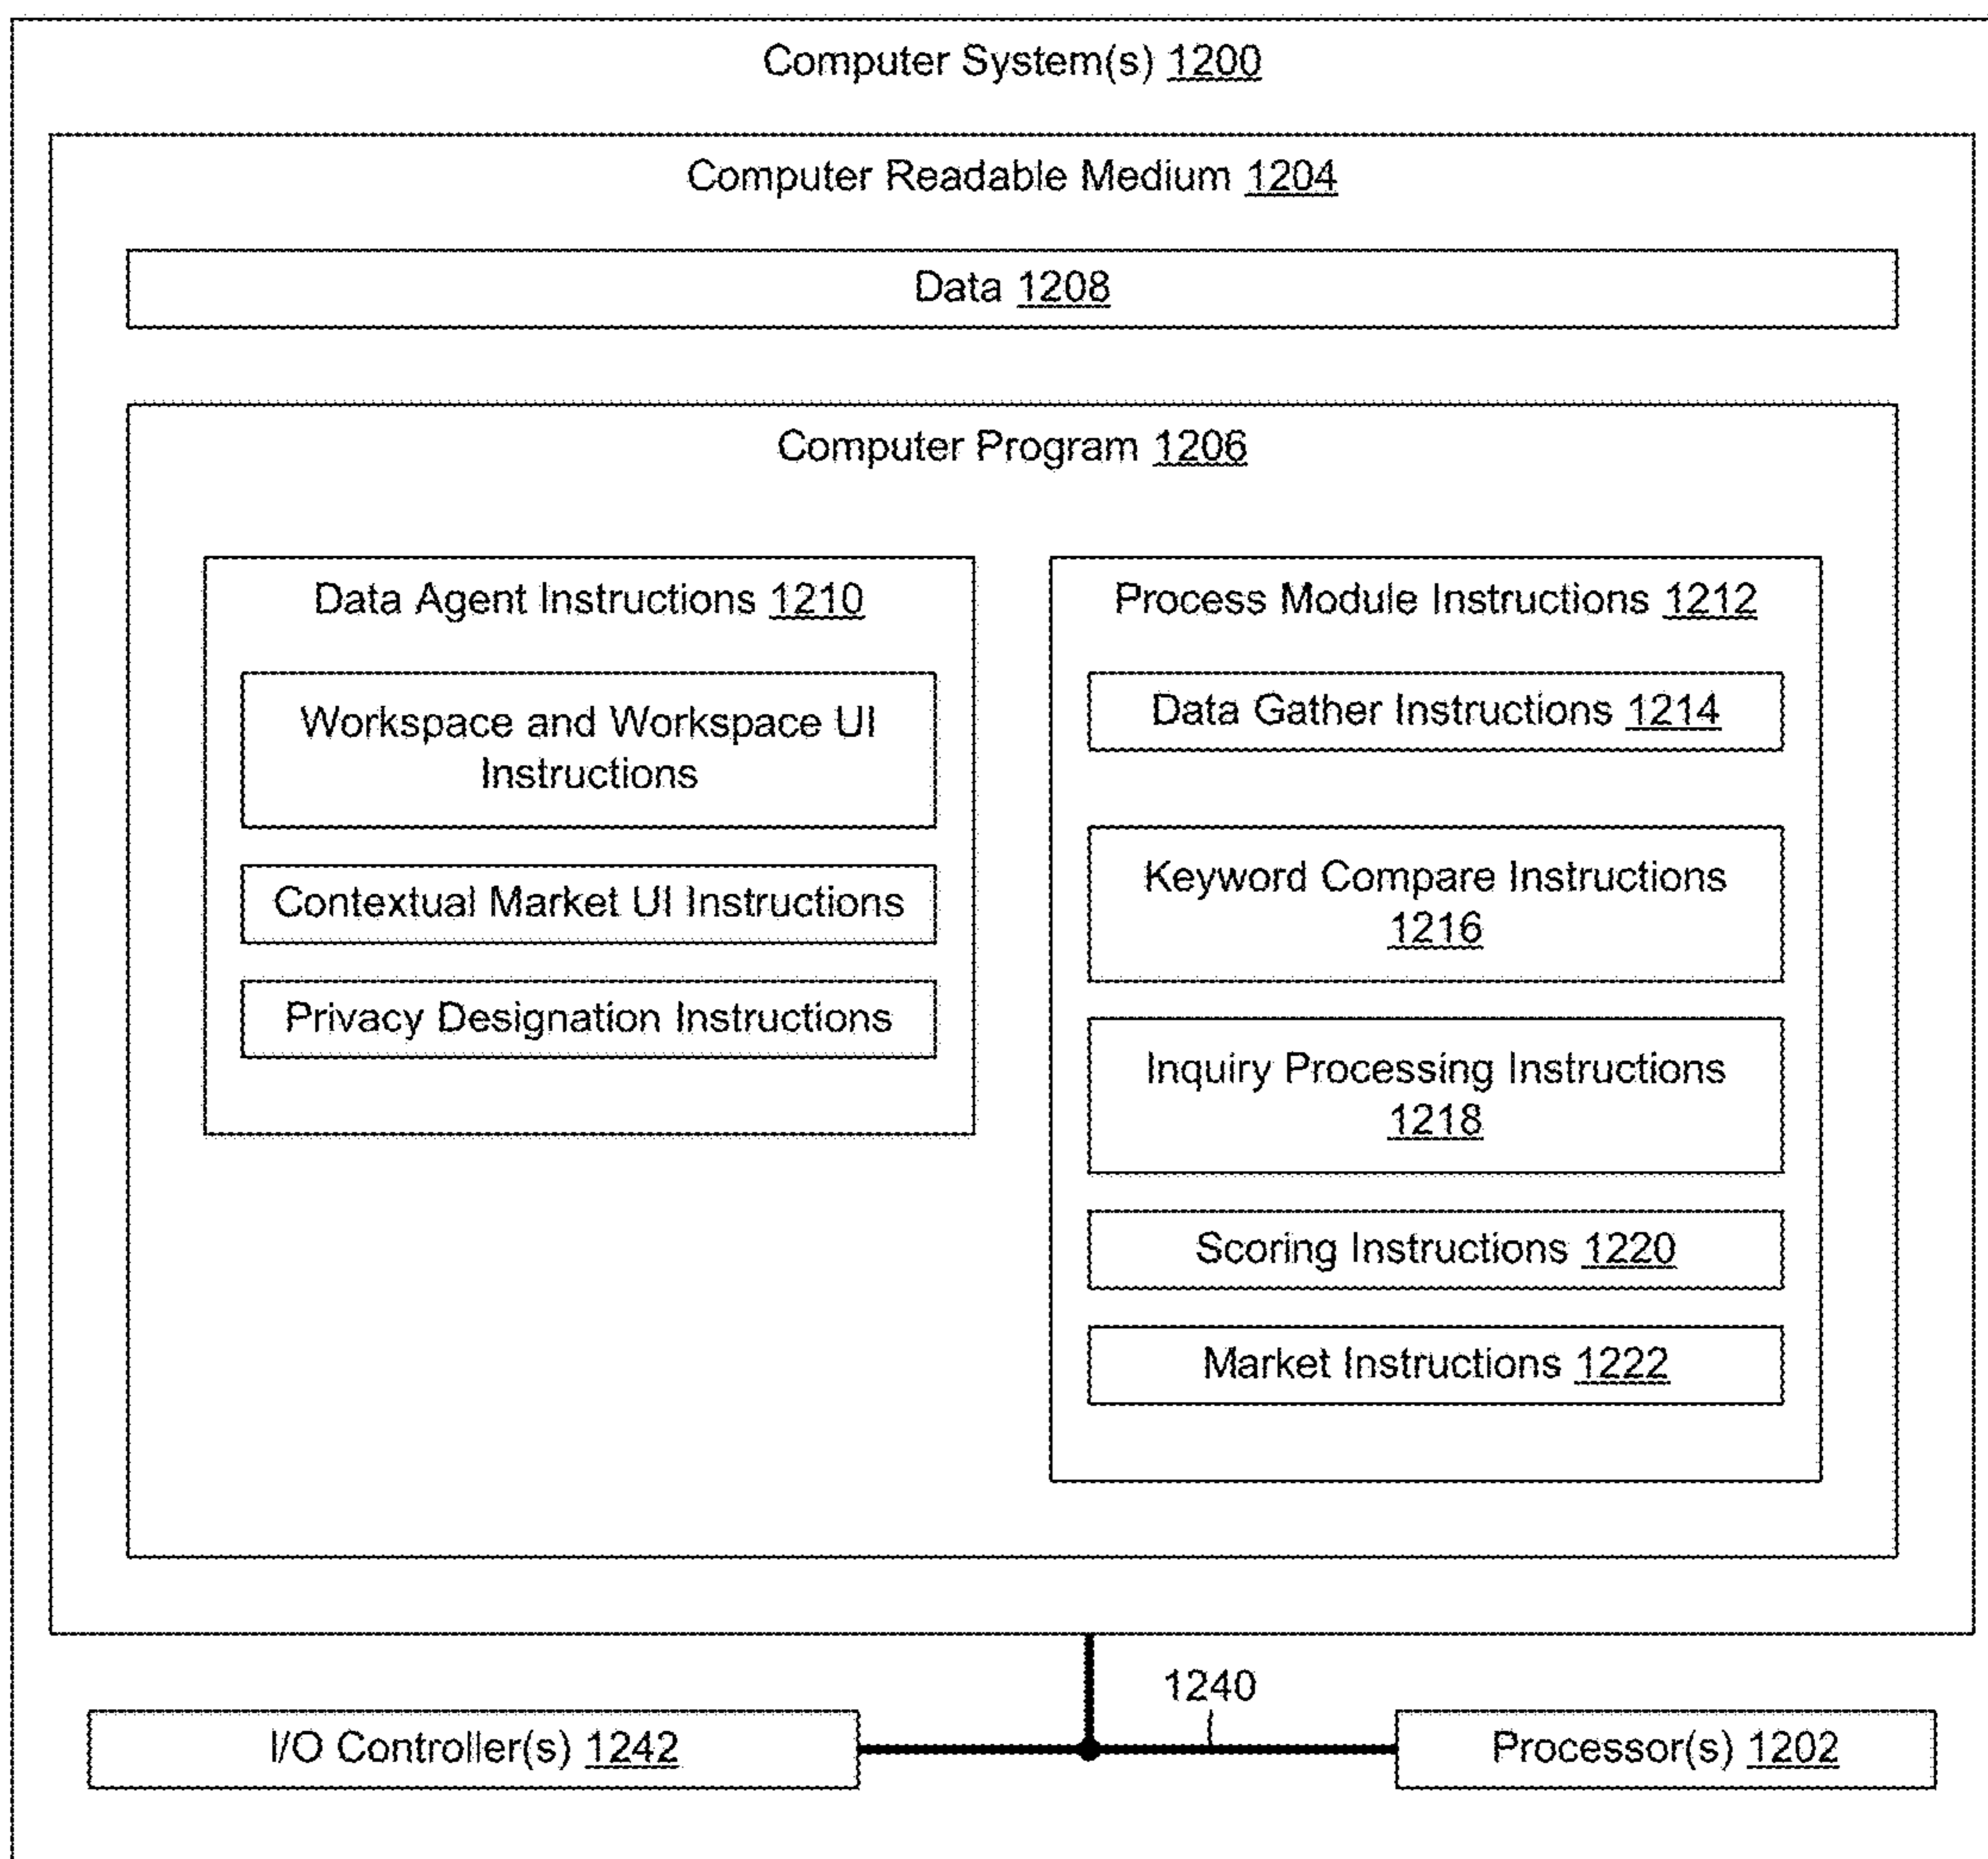 Computer System(s) 1200
Computer Readable Medium 1204
Data 1208
Computer Program 1206
Data Agent Instructions 1210
Workspace and Workspace UI
Instructions
Contextual Market UI Instructions
Privacy Designation Instructions
Process Module Instructions 1212
Data Gather Instructions 1214
Keyword Compare Instructions
1216
Inquiry Processing Instructions
1218
Scoring Instructions 1220
Market Instructions 1222
I/O Controller(s) 1242
1240
Processor(s) 1202